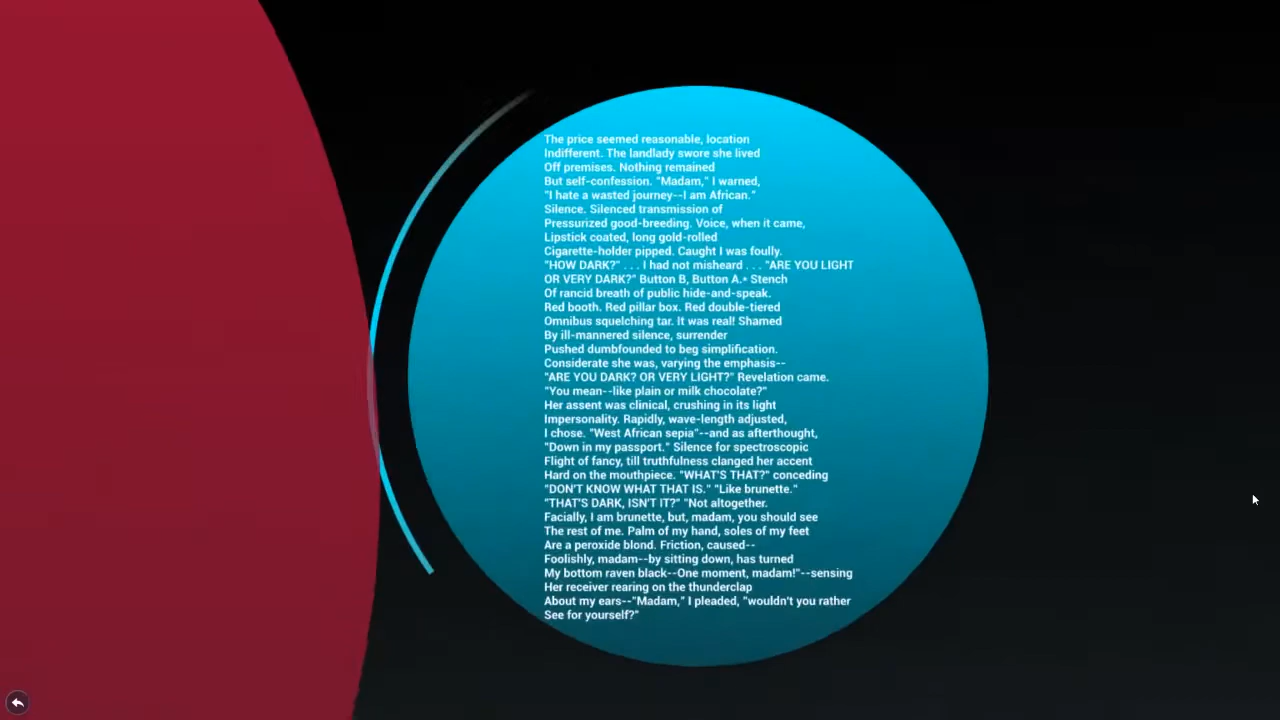 The price seemed reasonable, location
Indifferent. The landlady swore she lived
Off premises. Nothing remained
But self-confession. "Madam," I warned,
"I hate a wasted journey--I am African."
Silence. Silenced transmission of
Pressurized good-breeding. Voice, when it came,
Lipstick coated, long gold-rolled
Cigarette-holder pipped. Caught I was foully.
"HOW DARK?" . . . I had not misheard . . . "ARE YOU LIGHT
OR VERY DARK?" Button B, Button A.* Stench
Of rancid breath of public hide-and-speak.
Red booth. Red pillar box. Red double-tiered
Omnibus squelching tar. It was real! Shamed
By ill-mannered silence, surrender
Pushed dumbfounded to beg simplification.
Considerate she was, varying the emphasis--
"ARE YOU DARK? OR VERY LIGHT?" Revelation came.
"You mean--like plain or milk chocolate?"
Her assent was clinical, crushing in its light
Impersonality. Rapidly, wave-length adjusted,
I chose. "West African sepia"--and as afterthought,
"Down in my passport." Silence for spectroscopic
Flight of fancy, till truthfulness clanged her accent
Hard on the mouthpiece. "WHAT'S THAT?" conceding
"DON'T KNOW WHAT THAT IS." "Like brunette."
"THAT'S DARK, ISN'T IT?" "Not altogether.
Facially, I am brunette, but, madam, you should see
The rest of me. Palm of my hand, soles of my feet
Are a peroxide blond. Friction, caused--
Foolishly, madam--by sitting down, has turned
My bottom raven black--One moment, madam!"--sensing
Her receiver rearing on the thunderclap
About my ears--"Madam," I pleaded, "wouldn't you rather
See for yourself?"